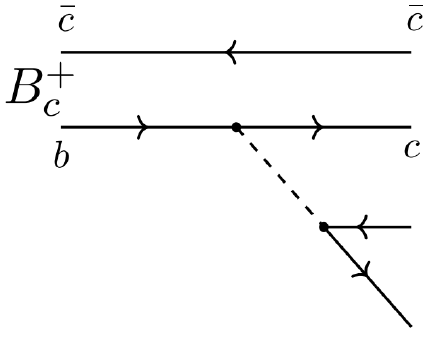 c̄ c̄
B_c^+
b c